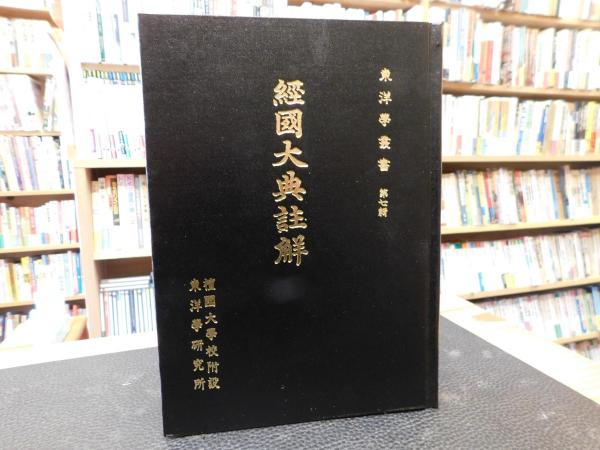 東洋學叢書 第七輯
經國大典註解
檀國大學校附設
東洋學硏究所